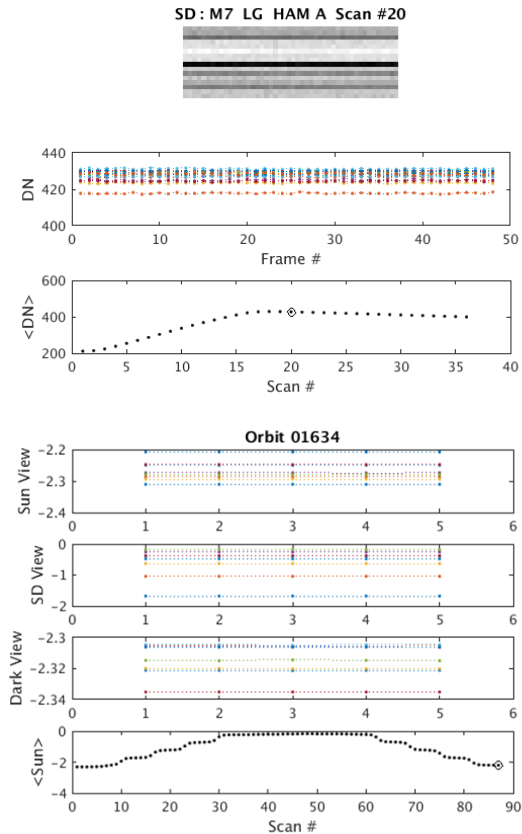 SD : M7 LG HAM A Scan #20
440
420
400
DN
0 10 20 30 40 50
Frame #
600
400
200
<DN>
0 5 10 15 20 25 30 35 40
Scan #
Orbit 01634
-2.2
-2.3
-2.4
Sun View
0 1 2 3 4 5 6
0
-1
-2
SD View
0 1 2 3 4 5 6
-2.3
-2.32
-2.34
Dark View
0 1 2 3 4 5 6
0
-2
-4
<Sun>
0 10 20 30 40 50 60 70 80 90
Scan #